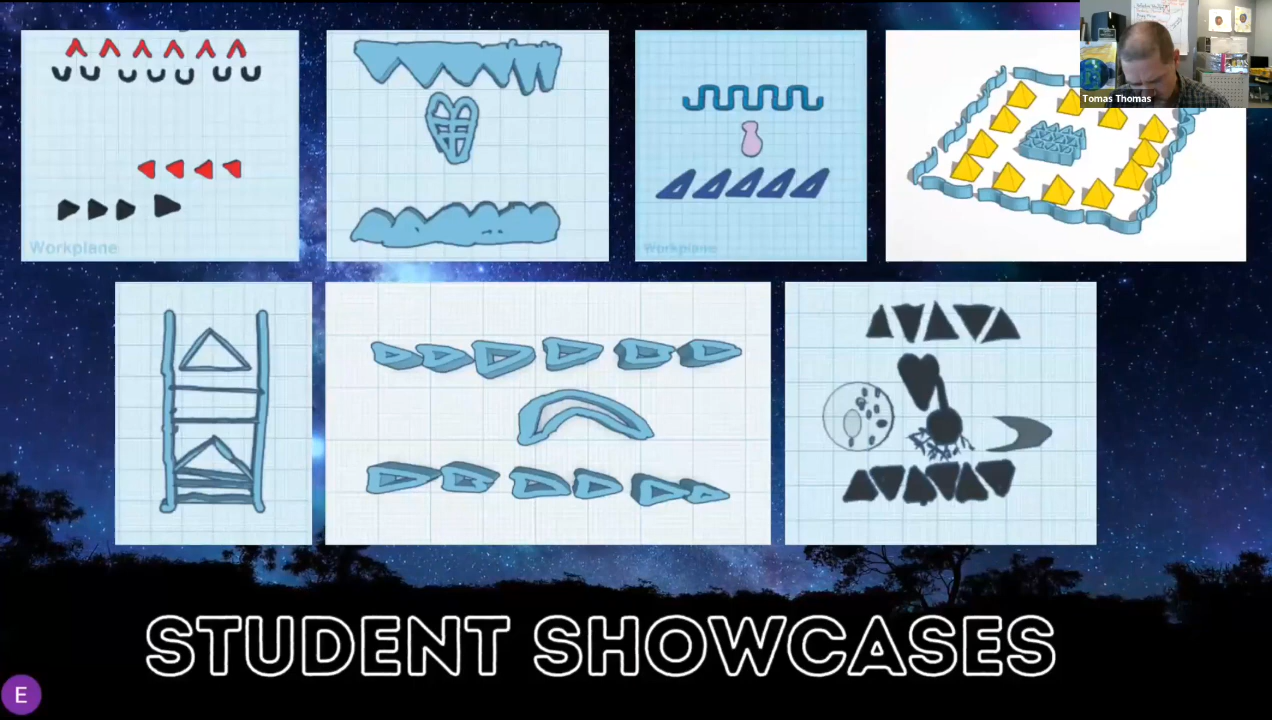 Tomas Thomas
Workplane
Workplane
STUDENT SHOWCASES
E